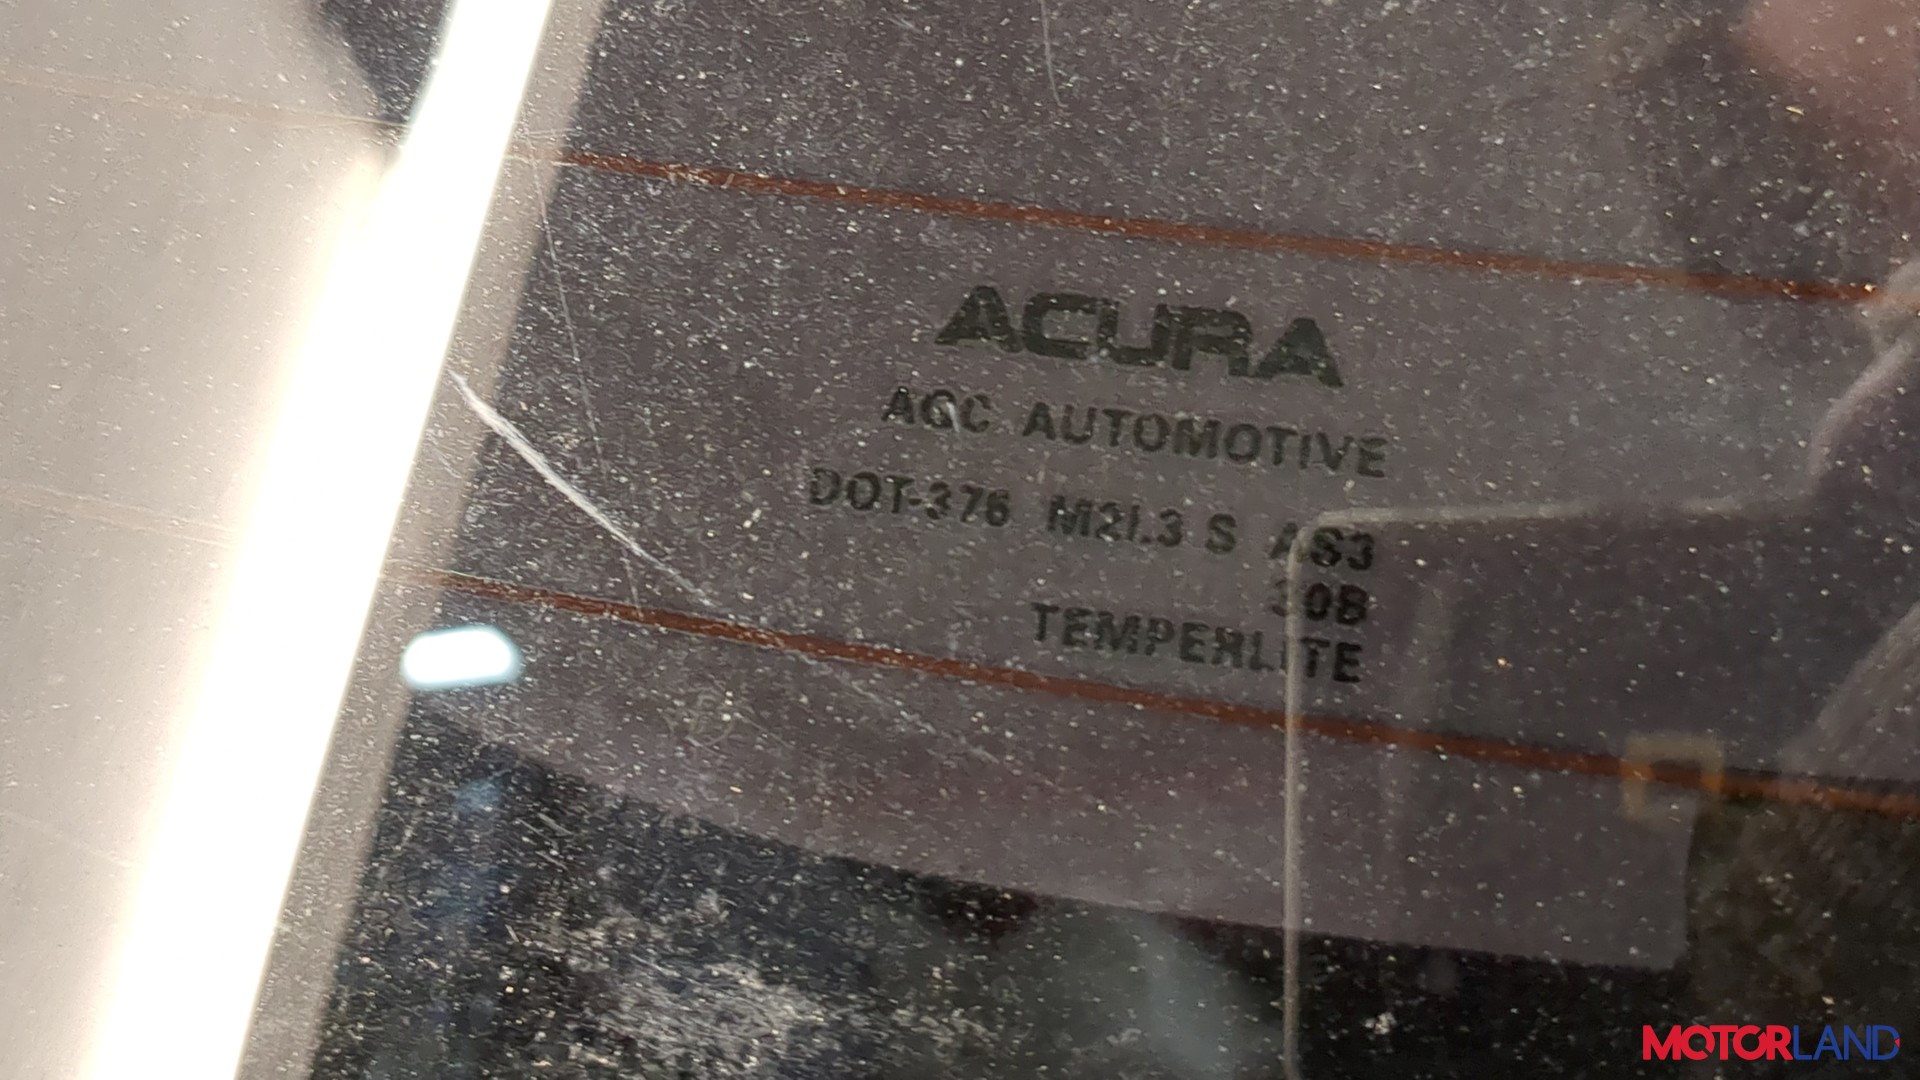 ACURA
AGC AUTOMOTIVE
DOT-376 M2L3 S AS3
30B
TEMPERLITE
MOTORLAND